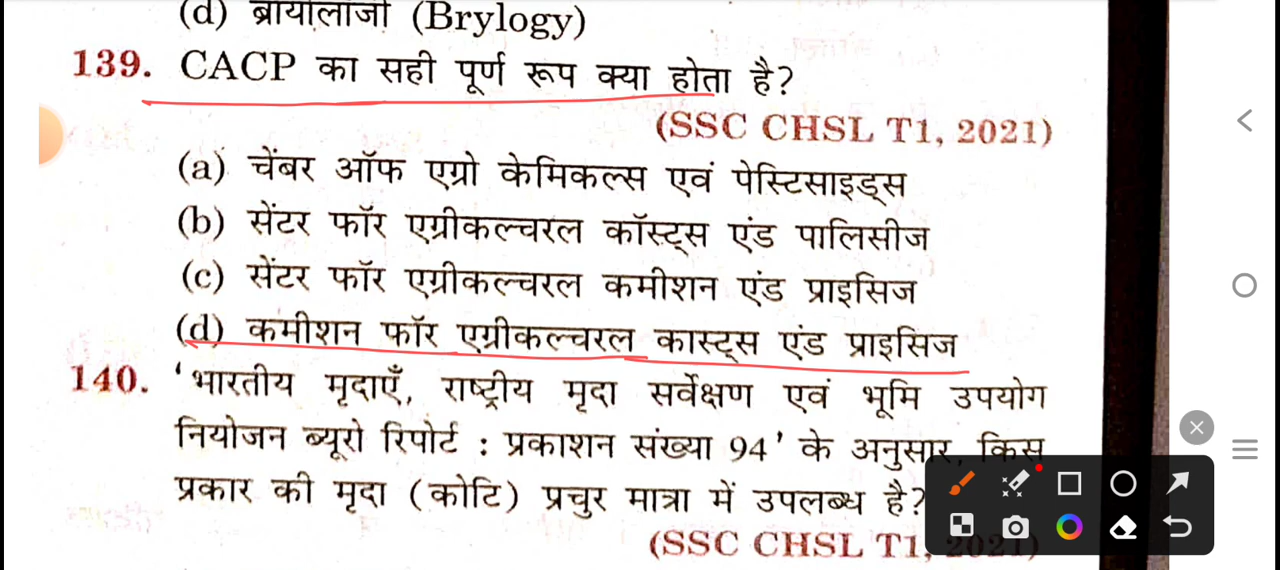 (d) ब्रायोलॉजी (Brylogy)
139. CACP का सही पूर्ण रूप क्या होता है?
(SSC CHSL T1, 2021)
(a) चेंबर ऑफ एग्रो केमिकल्स एवं पेस्टिसाइड्स
(b) सेंटर फॉर एग्रीकल्चरल कॉस्ट्स एंड पालिसीज
(c) सेंटर फॉर एग्रीकल्चरल कमीशन एंड प्राइसिज
(d) कमीशन फॉर एग्रीकल्चरल कास्ट्स एंड प्राइसिज
140. ‘भारतीय मृदाएँ, राष्ट्रीय मृदा सर्वेक्षण एवं भूमि उपयोग
नियोजन ब्यूरो रिपोर्ट : प्रकाशन संख्या 94’ के अनुसार, किस
प्रकार की मृदा (कोटि) प्रचुर मात्रा में उपलब्ध है?
(SSC CHSL T1, 2021)